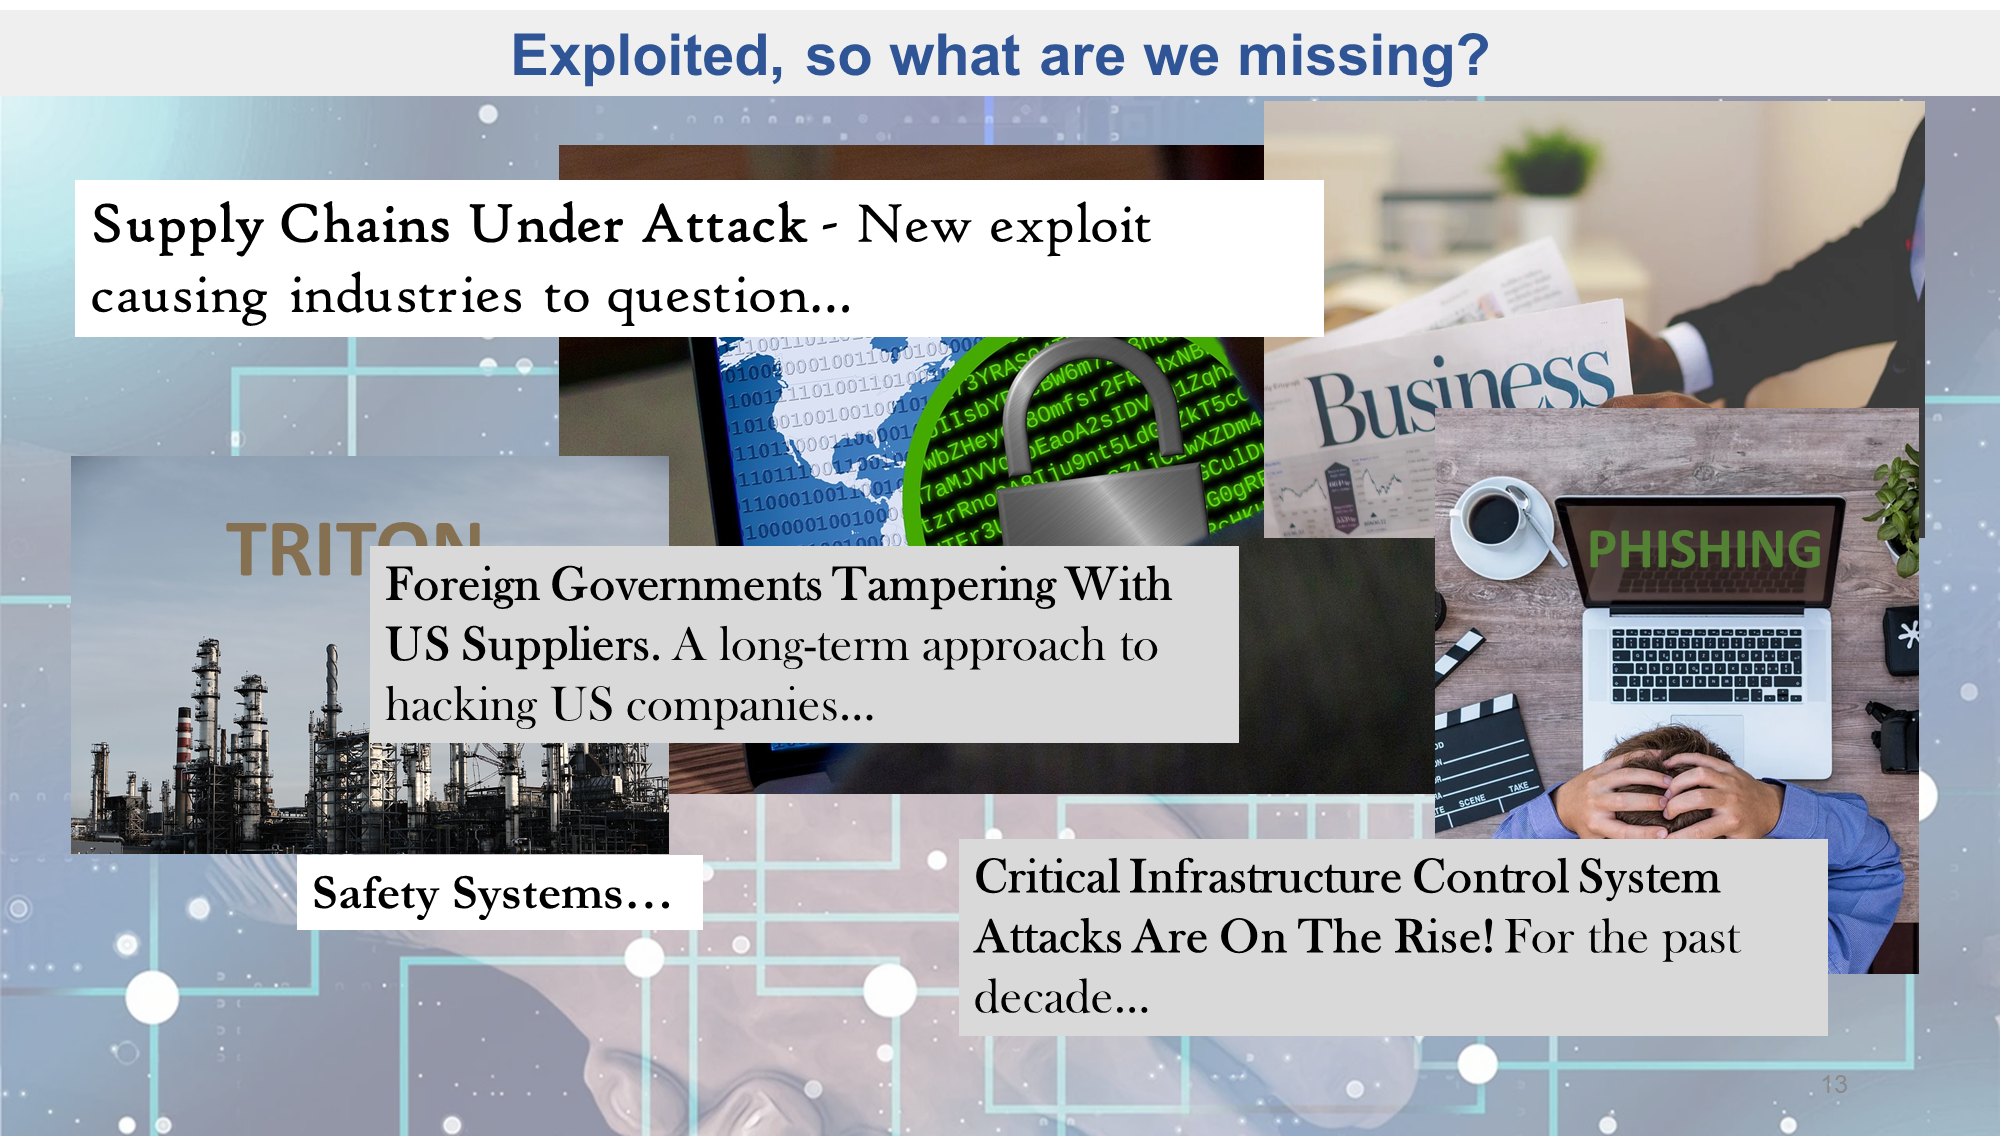 Exploited, so what are we missing?
Supply Chains Under Attack - New exploit
causing industries to question...
Business
TRITON
PHISHING
Foreign Governments Tampering With
US Suppliers. A long-term approach to
hacking US companies...
SCENE
TAKE
Safety Systems...
Critical Infrastructure Control System
Attacks Are On The Rise! For the past
decade...
13